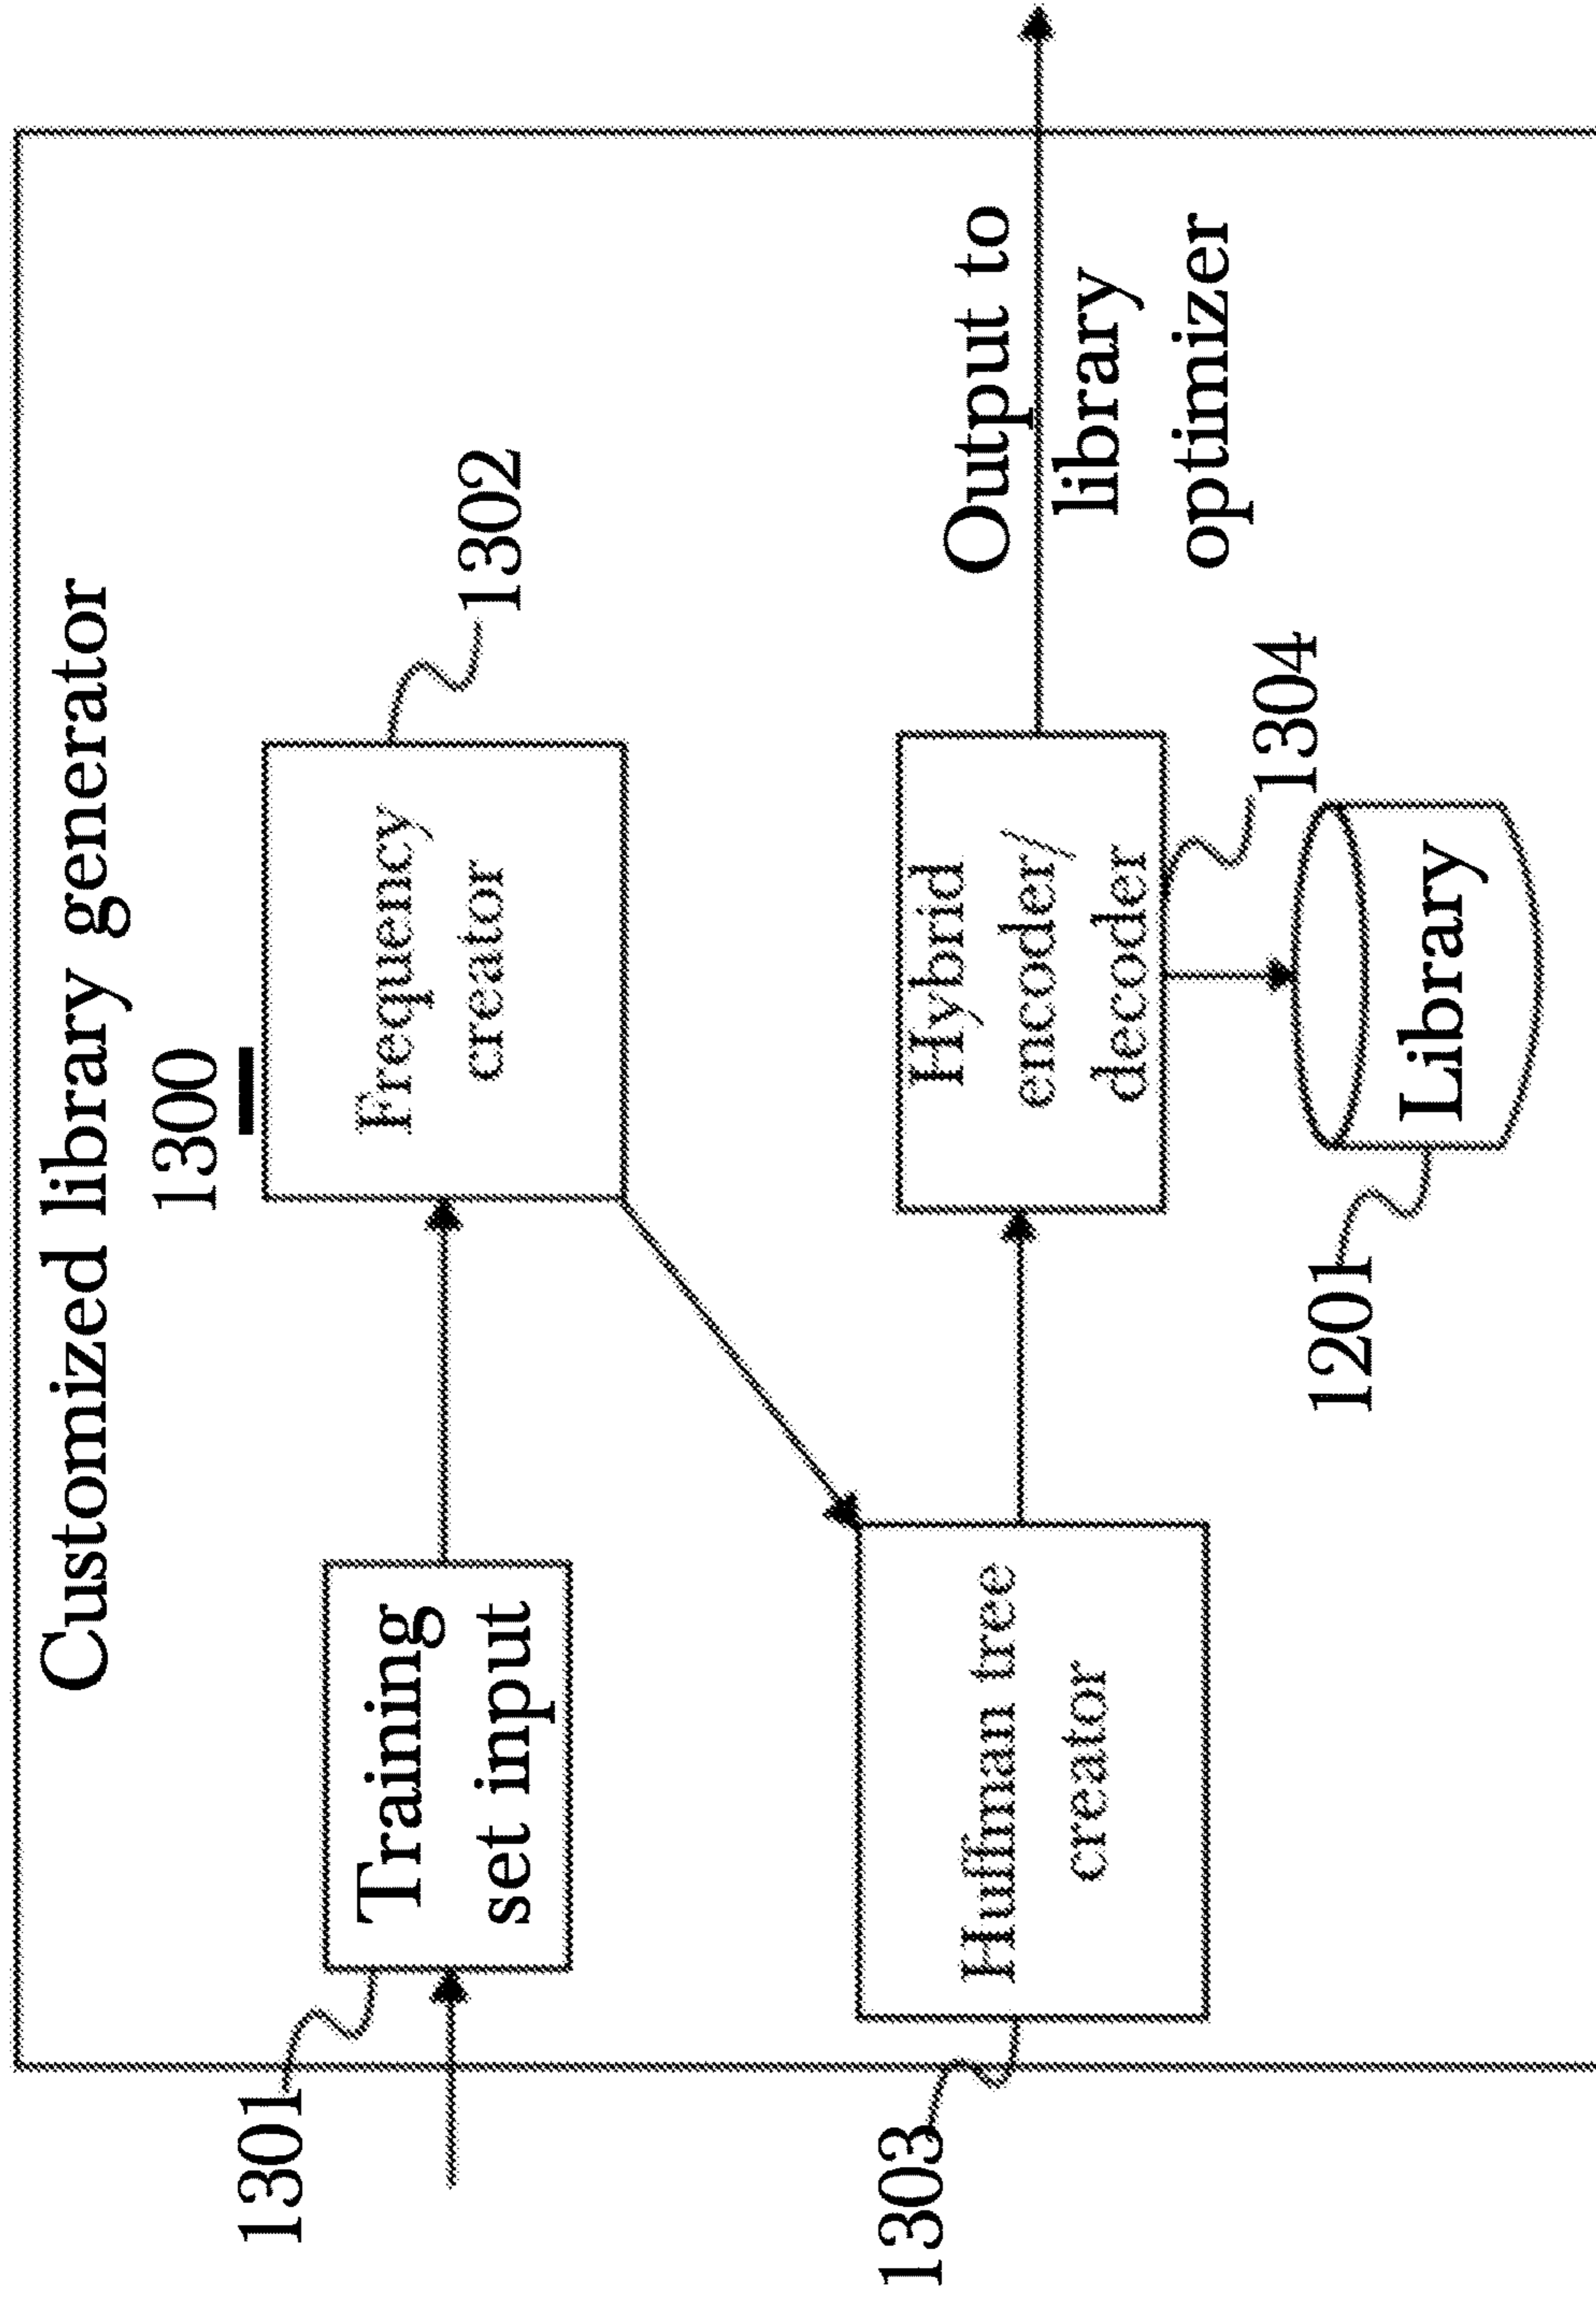 Customized library generator
1300
1301
Training
set input
Frequency
creator
1302
1303
Huffman tree
creator
Hybrid
encoder/
decoder
1304
Output to
library
optimizer
1201
Library